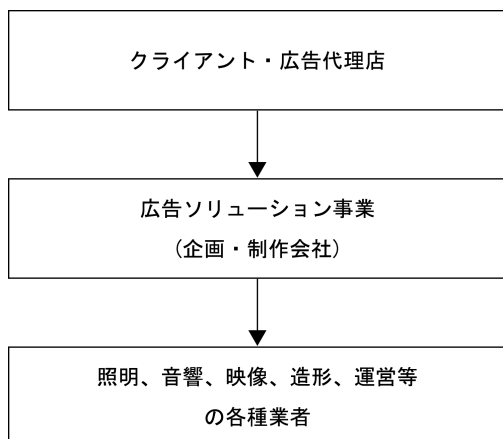 クライアント・広告代理店
広告ソリューション事業
(企画・制作会社)
照明、音響、映像、造形、運営等
の各種業者